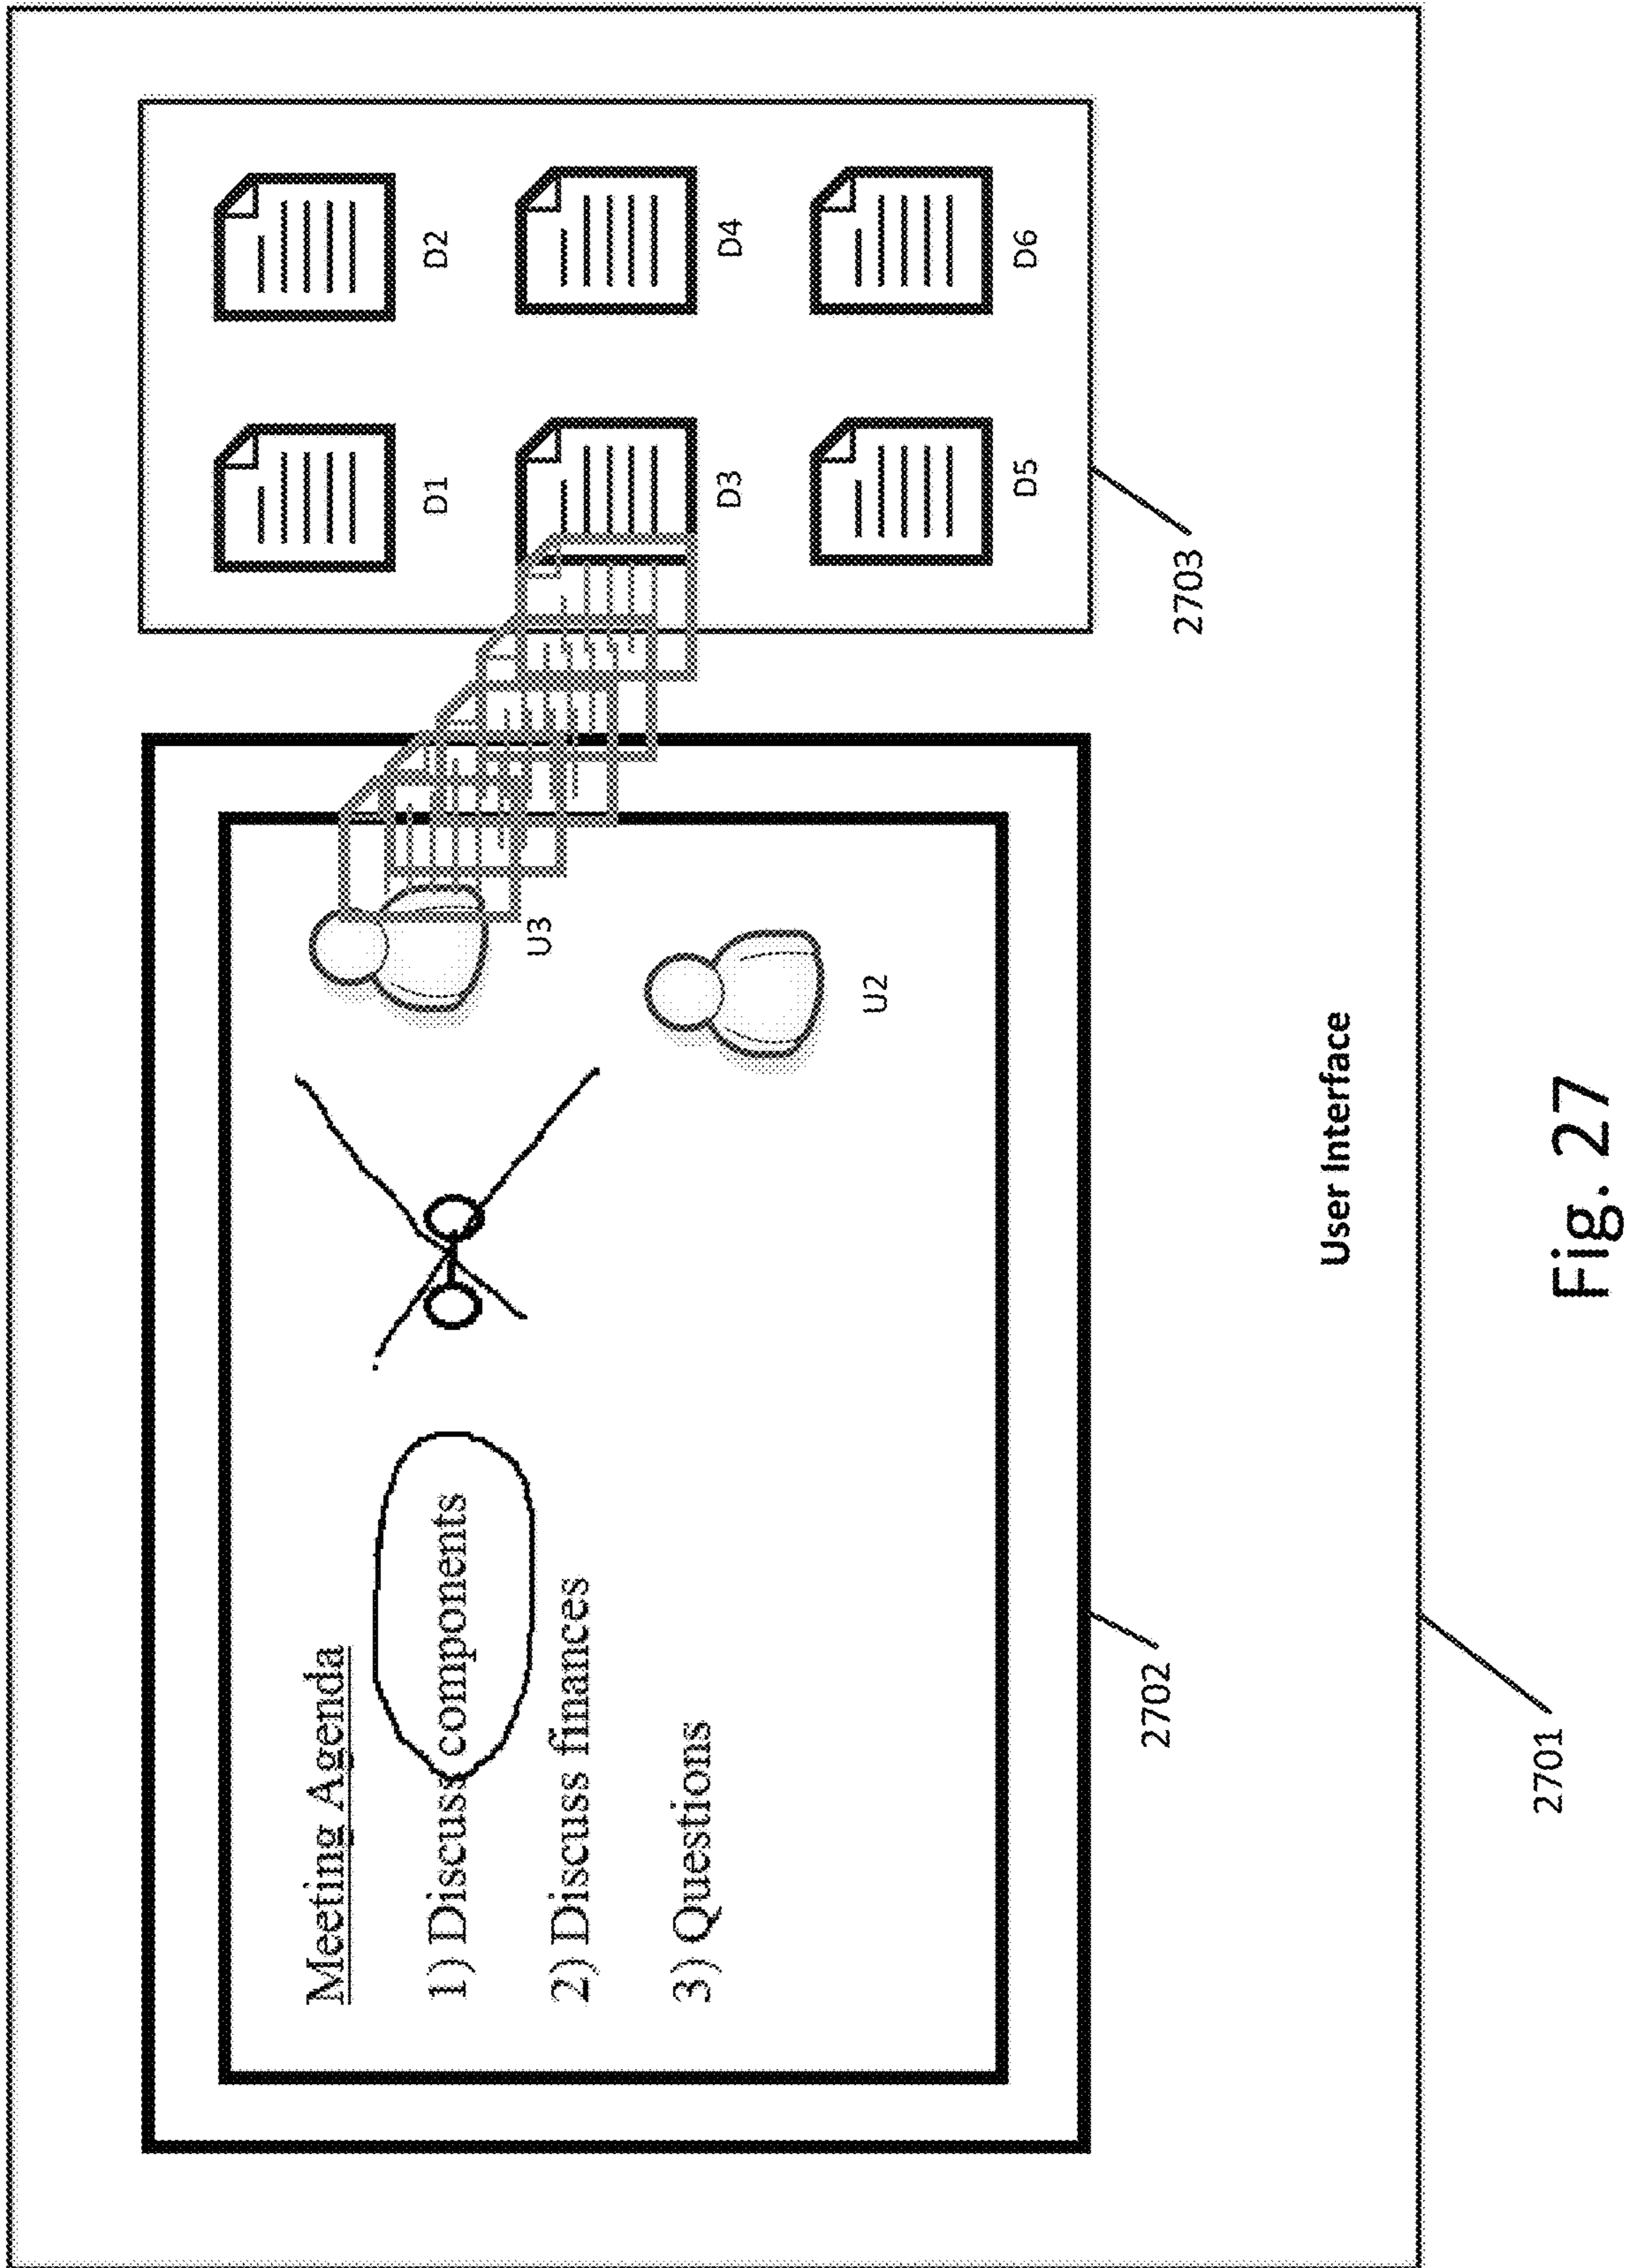 Meeting Agenda
1) Discuss components
2) Discuss finances
3) Questions
U3
U2
D1
D2
D3
D4
D5
D6
2702
2703
User Interface
2701
Fig. 27